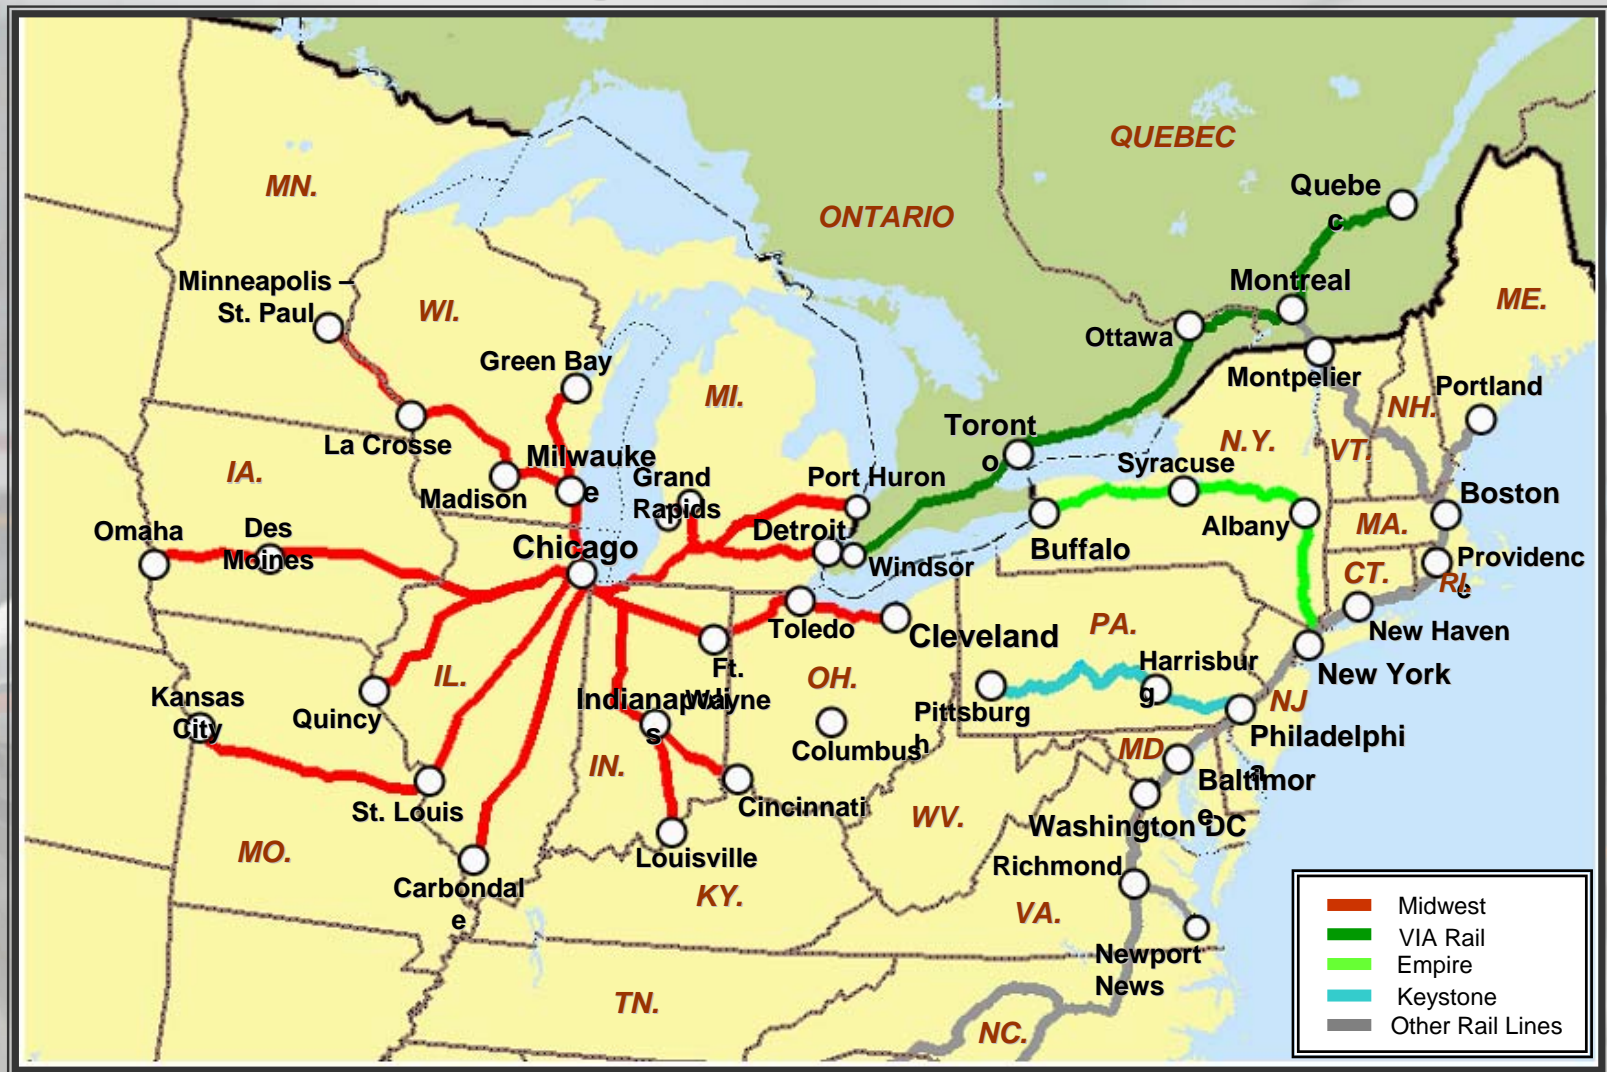 QUEBEC
MN.
Quebe
c
ONTARIO
Minneapolis –
St. Paul
WI.
Montreal
ME.
Ottawa
Green Bay
MI.
Montpelier
Portland
NH.
La Crosse
Toront
o
N.Y.
VT.
IA.
Milwauke
e
Madison
Grand
Rapids
Port Huron
Syracuse
Boston
Omaha
Des
Moines
Chicago
Detroit
Windsor
Buffalo
Albany
MA.
CT.
Providenc
e
RI.
Toledo
Cleveland
PA.
New Haven
Kansas
City
IL.
Quincy
Indianapoli
s
Ft.
Wayne
OH.
Harrisbur
g
New York
NJ
Pittsburg
h
Columbus
MD
Philadelphi
a
IN.
St. Louis
Cincinnati
Baltimor
e
WV.
Washington DC
MO.
Louisville
Carbondal
e
KY.
Richmond
VA.
Newport
News
TN.
NC.
Midwest
VIA Rail
Empire
Keystone
Other Rail Lines